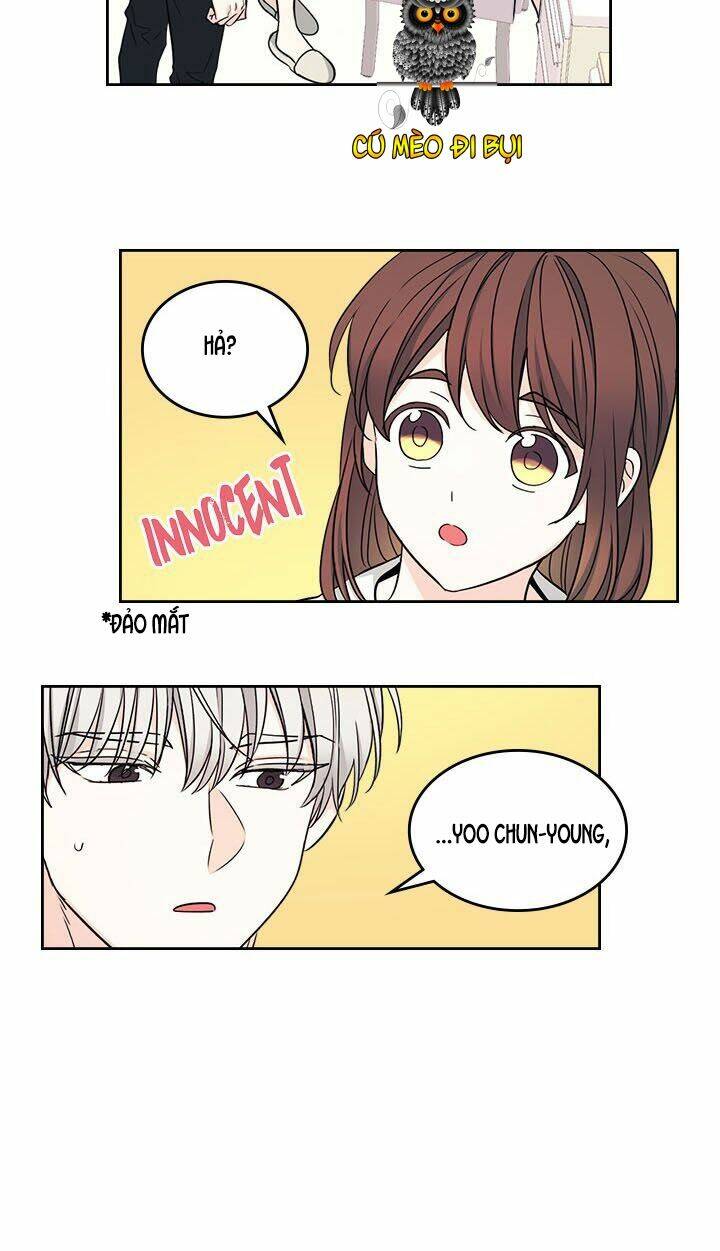 CÚ MÈO ĐI BỤI
HẢ?
INNOCENT
*ĐẢO MẮT
...YOO CHUN-YOUNG,